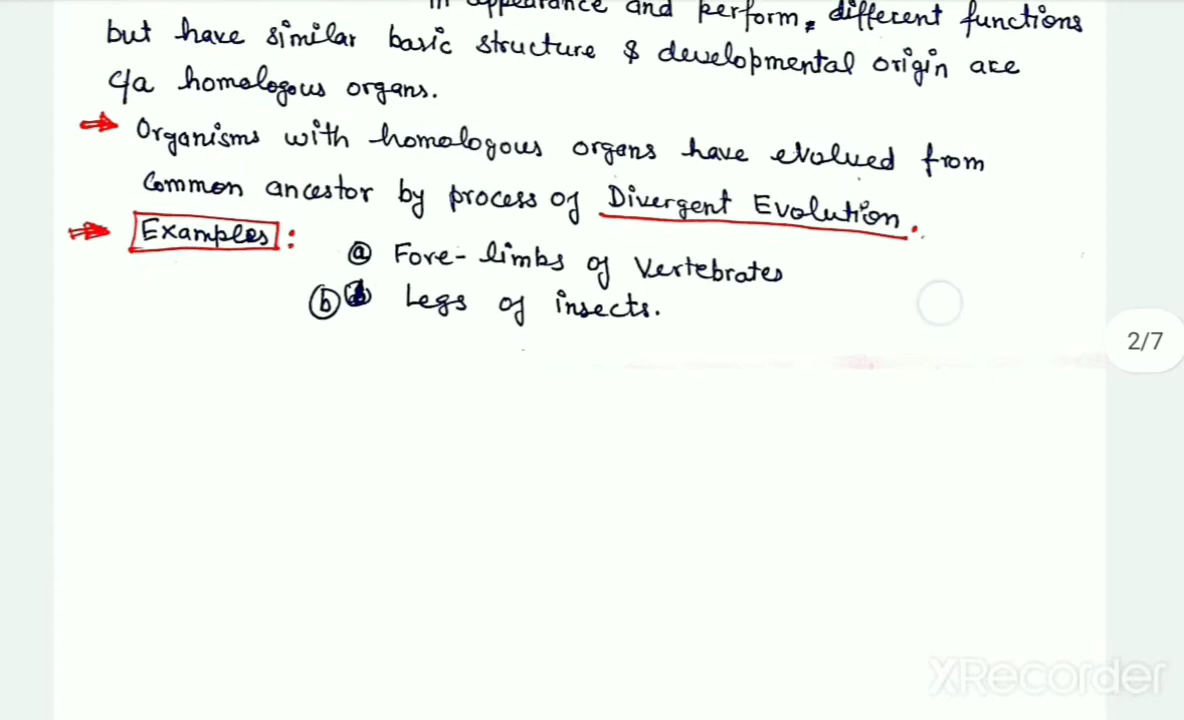 in appearance and perform, different functions
but have similar basic structure & developmental origin are
c/a homologous organs.
Organisms with homologous organs have evolved from
Common ancestor by process of Divergent Evolution.
Examples :
ⓐ Fore-limbs of Vertebrates
ⓑ Legs of insects.
2/7
XRecorder